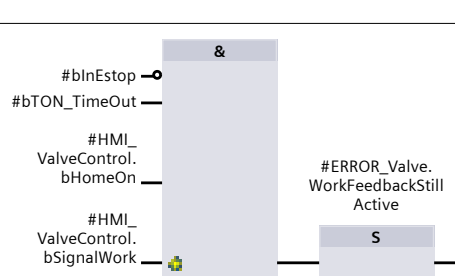 &
#bInEstop
#bTON_TimeOut
#HMI_
ValveControl.
bHomeOn
#HMI_
ValveControl.
bSignalWork
#ERROR_Valve.
WorkFeedbackStill
Active
S